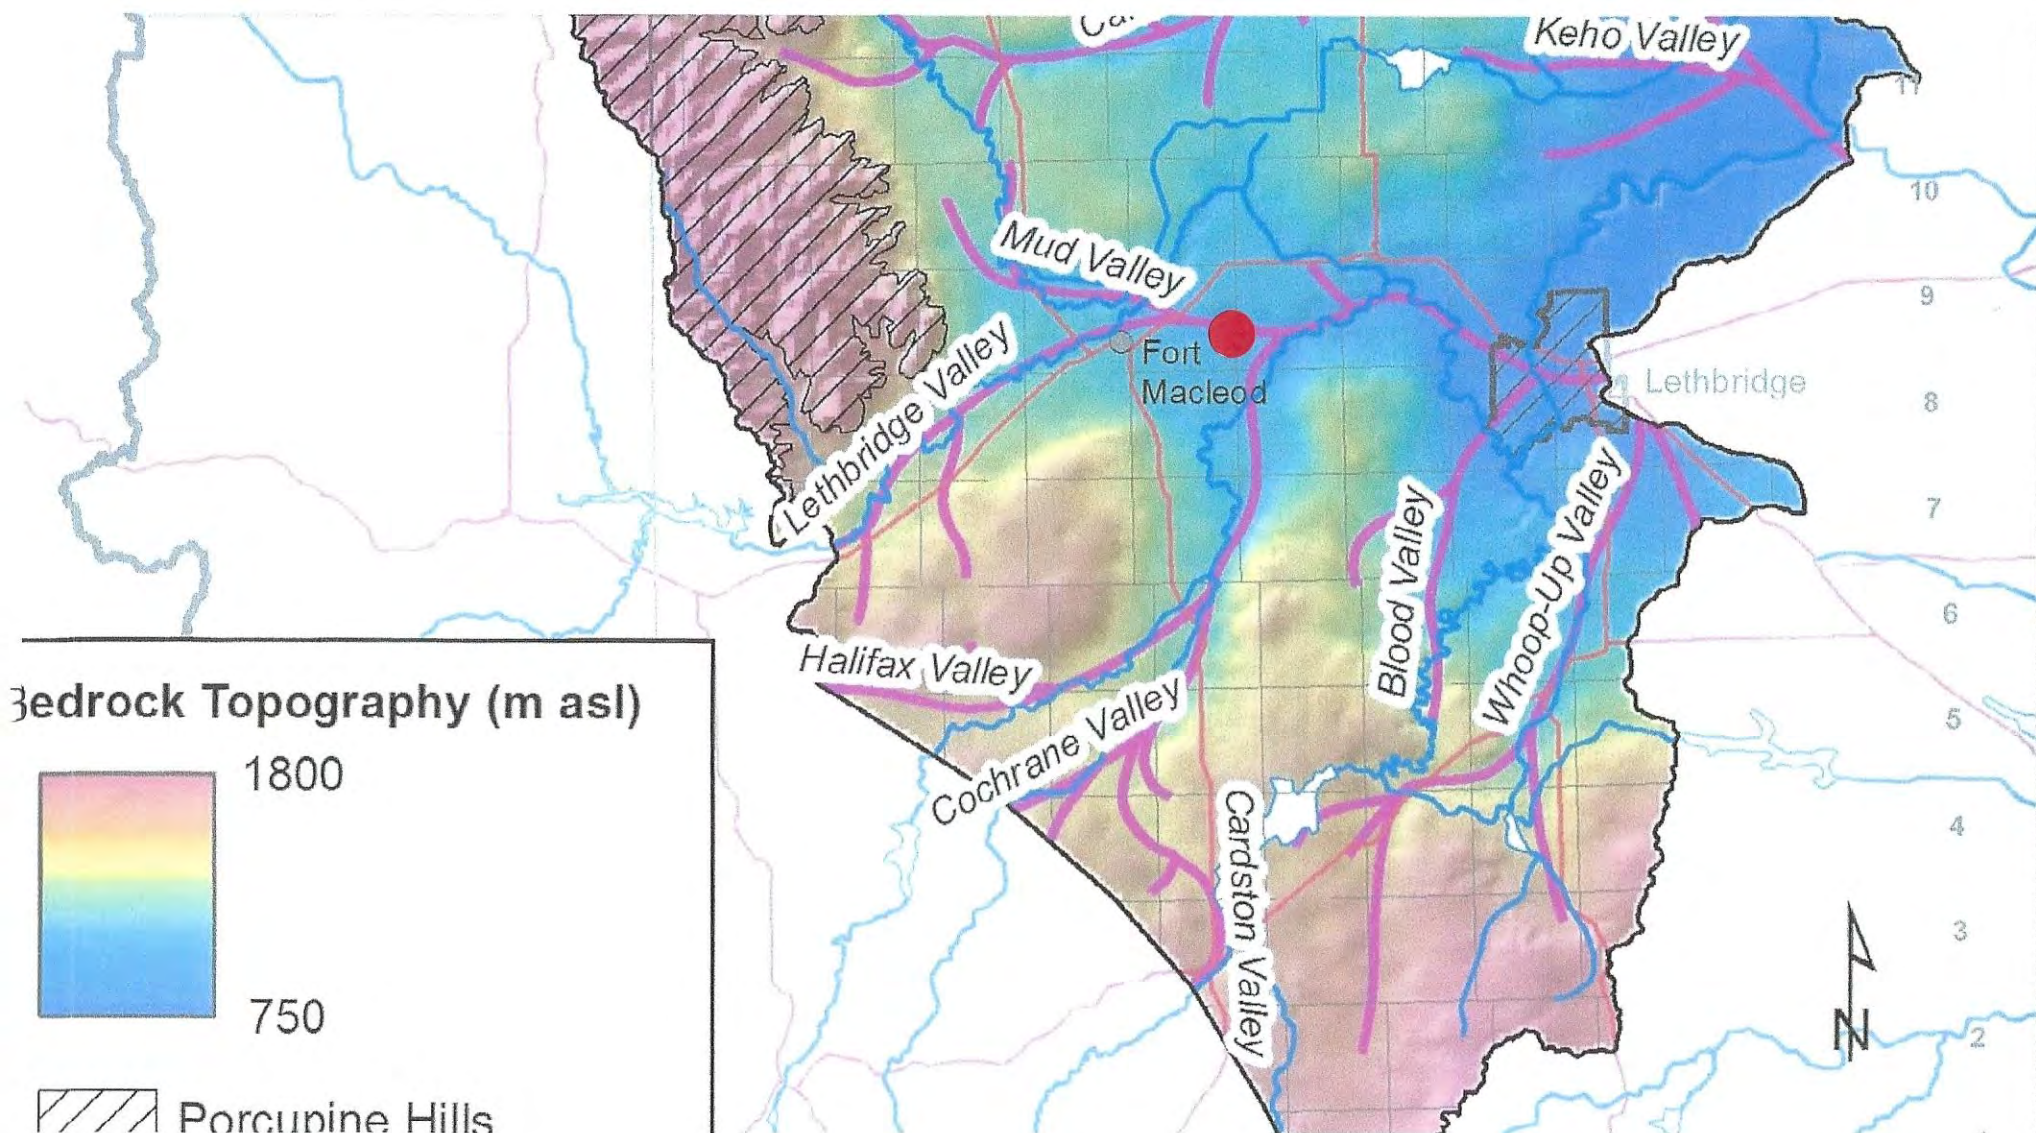 Keho Valley
11
10
Mud Valley
9
Fort
Macleod
Lethbridge
8
Lethbridge Valley
7
Blood Valley
Whoop-Up Valley
6
Halifax Valley
5
Cochrane Valley
Cardston Valley
4
3
N
2
Bedrock Topography (m asl)
1800
750
Porcupine Hills